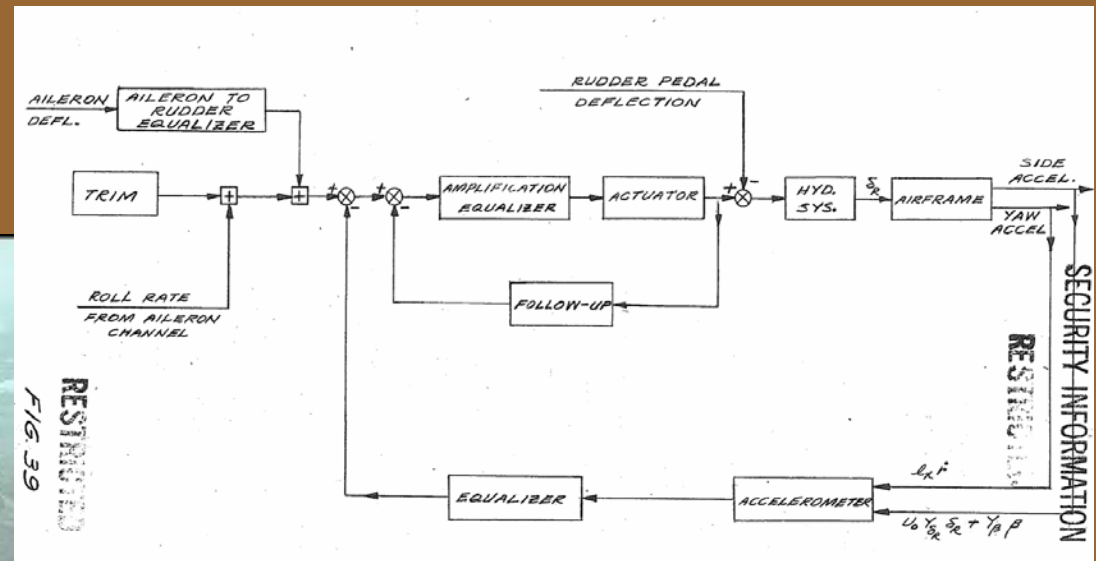 RUDDER PEDAL
DEFLECTION
AILERON
DEFL.
AILERON TO
RUDDER
EQUALIZER
SIDE
ACCEL.
TRIM
+
+
+
-
+
-
AMPLIFICATION
EQUALIZER
ACTUATOR
+
-
HYD.
SYS.
δR
AIRFRAME
YAW
ACCEL
ROLL RATE
FROM AILERON
CHANNEL
FOLLOW-UP
SECURITY INFORMATION
RESTRICTED
RESTRICTED
FIG. 39
EQUALIZER
ACCELEROMETER
lx ṙ
U₀ YδR δR + Yβ β